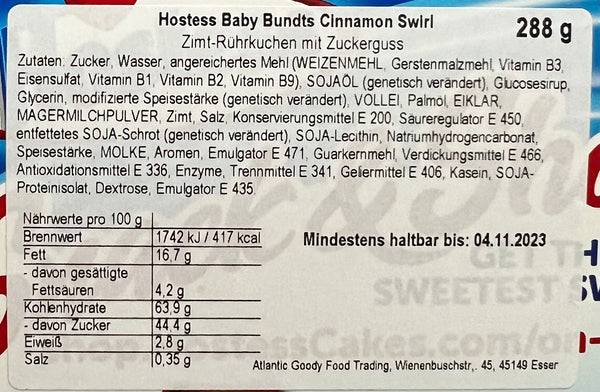 Hostess Baby Bundts Cinnamon Swirl
288 g
Zimt-Rührkuchen mit Zuckerguss
Zutaten: Zucker, Wasser, angereichertes Mehl (WEIZENMEHL, Gerstenmalzmehl, Vitamin B3,
Eisensulfat, Vitamin B1, Vitamin B2, Vitamin B9), SOJAÖL (genetisch verändert), Glucosesirup,
Glycerin, modifizierte Speisestärke (genetisch verändert), VOLLEI, Palmöl, EIKLAR,
MAGERMILCHPULVER, Zimt, Salz, Konservierungsmittel E 200, Säureregulator E 450,
entfettetes SOJA-Schrot (genetisch verändert), SOJA-Lecithin, Natriumhydrogencarbonat,
Speisestärke, MOLKE, Aromen, Emulgator E 471, Guarkernmehl, Verdickungsmittel E 466,
Antioxidationsmittel E 336, Enzyme, Trennmittel E 341, Geliermittel E 406, Kasein, SOJA-
Proteinisolat, Dextrose, Emulgator E 435
Nährwerte pro 100 g
Brennwert 1742 kJ / 417 kcal
Fett 16,7 g
- davon gesättigte
Fettsäuren 4,2 g
Kohlenhydrate 63,9 g
- davon Zucker 44,4 g
Eiweiß 2,8 g
Salz 0,35 g
Mindestens haltbar bis: 04.11.2023
GET TH
SWEETEST
HostessCakes.com/on
Atlantic Goody Food Trading, Wienenbuschstr,. 45, 45149 Esser